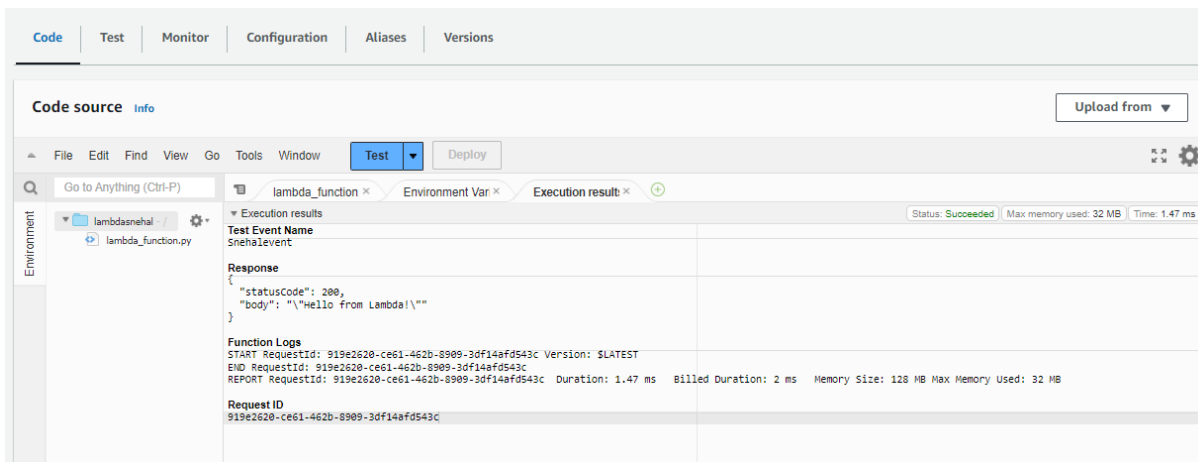 Code Test Monitor Configuration Aliases Versions
Code source Info
Upload from
File Edit Find View Go Tools Window Test Deploy
Go to Anything (Ctrl-P)
lambda_function Environment Var Execution result
Environment
lambdasnehal - /
lambda_function.py
Execution results
Status: Succeeded Max memory used: 32 MB Time: 1.47 ms
Test Event Name
Snehalevent
Response
{
"statusCode": 200,
"body": "\"Hello from Lambda!\""
}
Function Logs
START RequestId: 919e2620-ce61-462b-8909-3df14afd543c Version: $LATEST
END RequestId: 919e2620-ce61-462b-8909-3df14afd543c
REPORT RequestId: 919e2620-ce61-462b-8909-3df14afd543c Duration: 1.47 ms Billed Duration: 2 ms Memory Size: 128 MB Max Memory Used: 32 MB
Request ID
919e2620-ce61-462b-8909-3df14afd543c